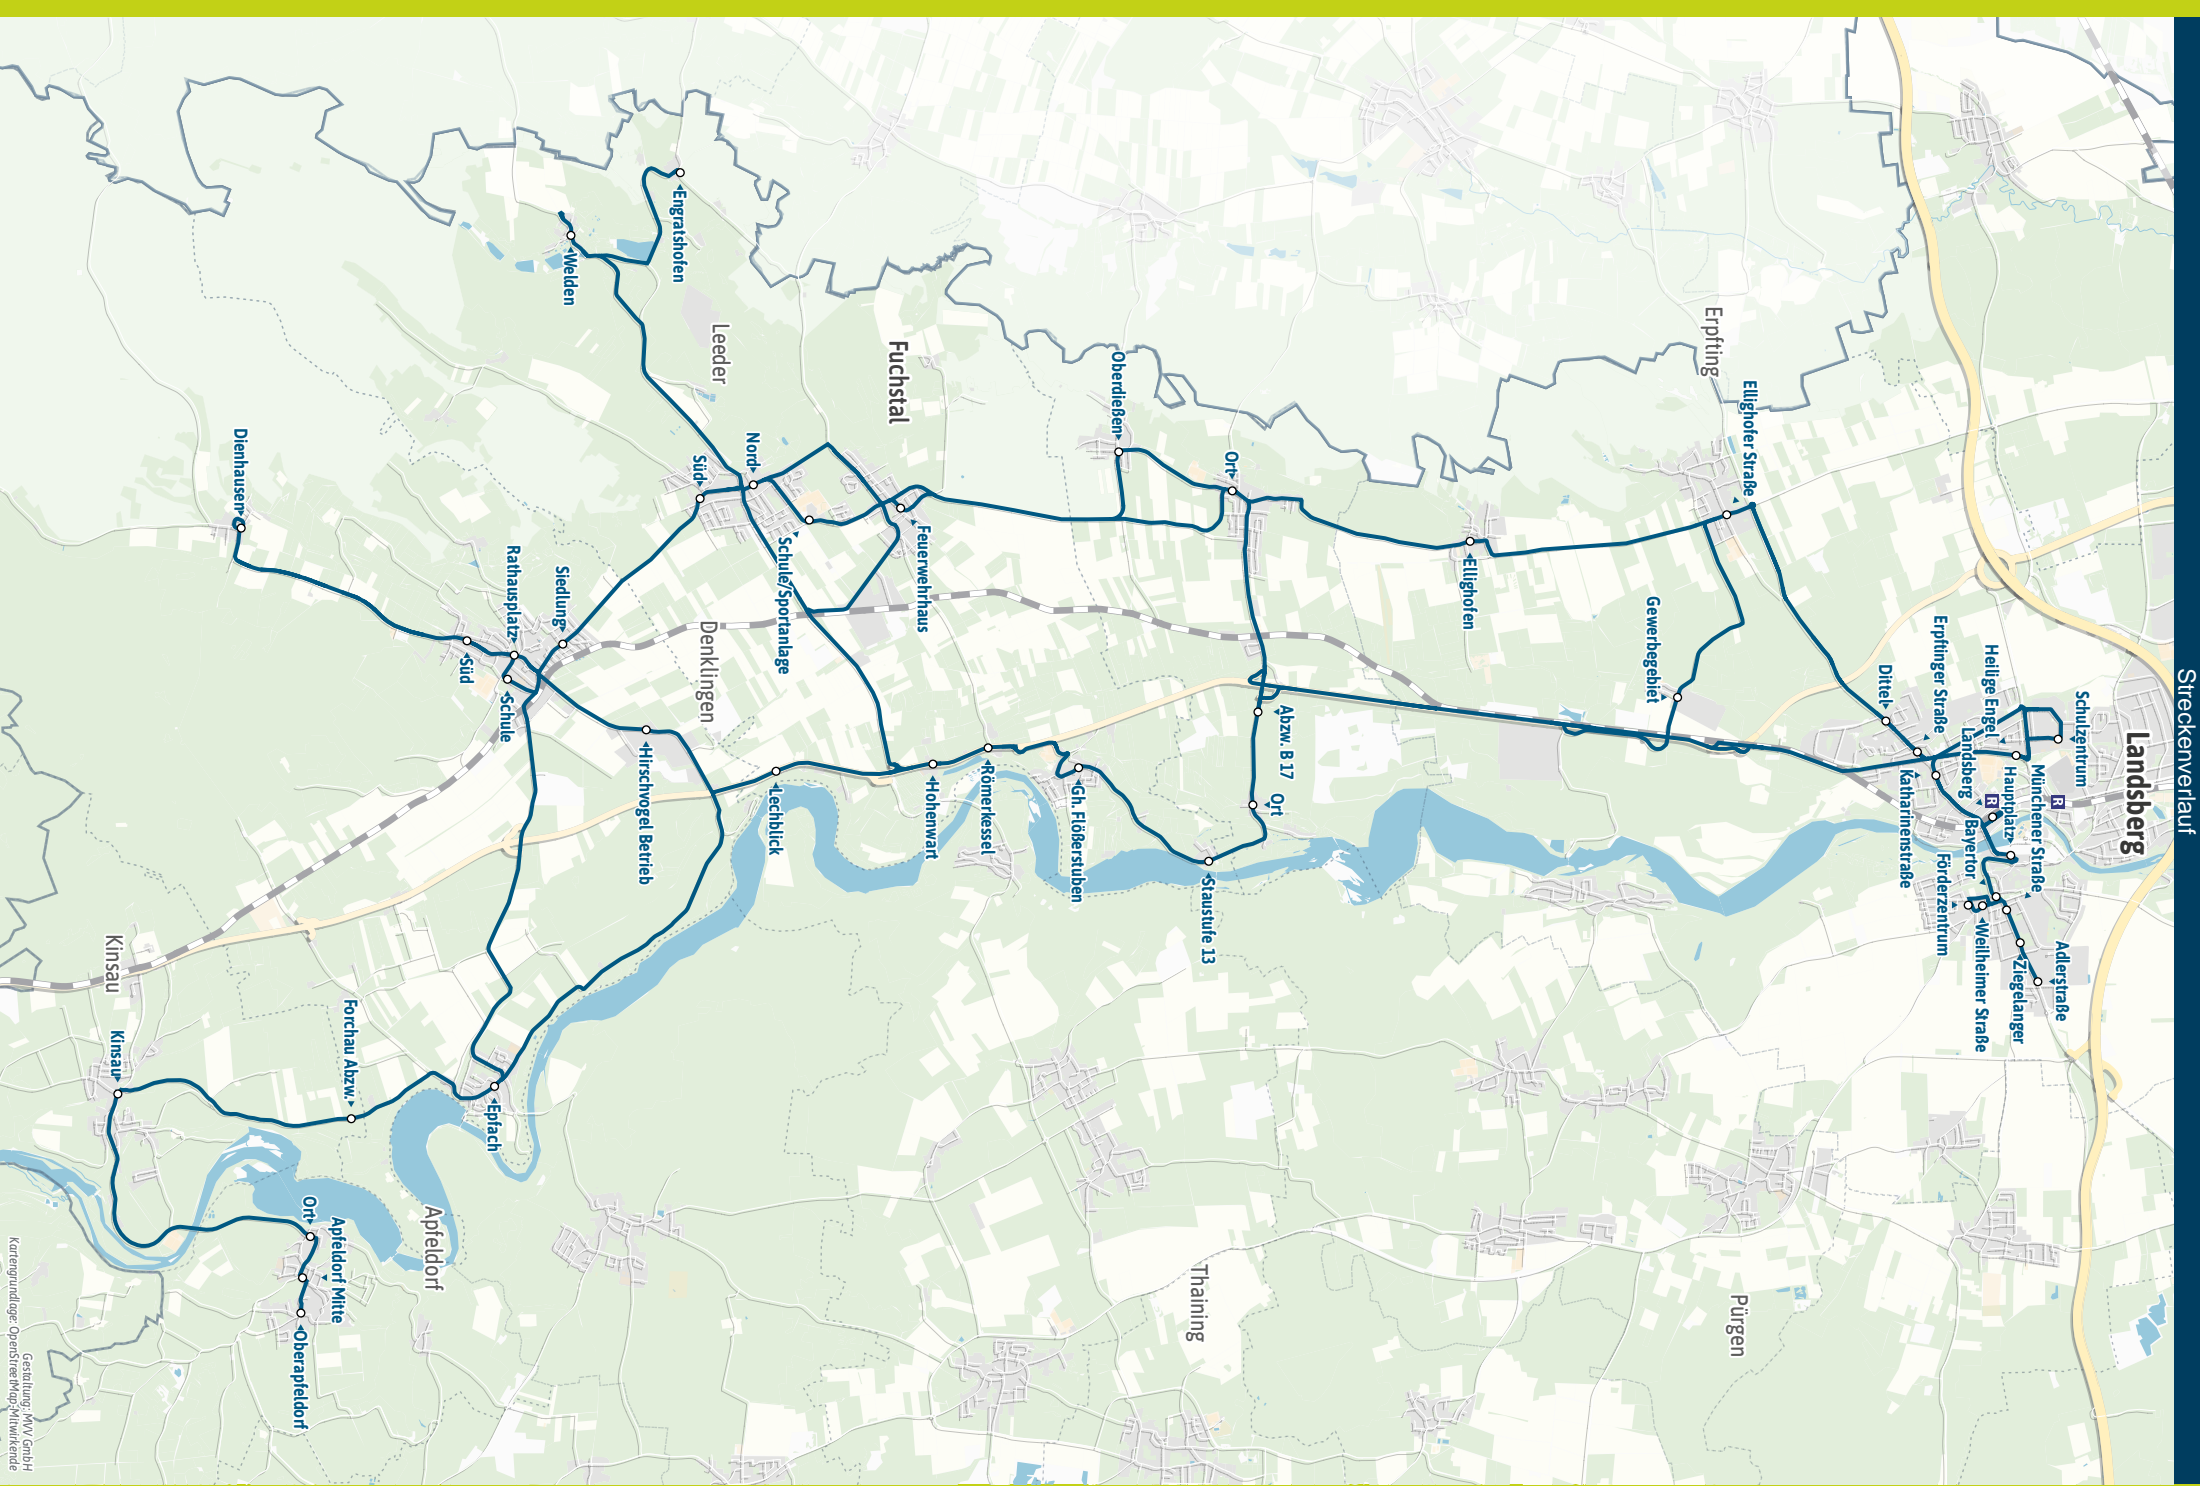 Streckenverlauf
Landsberg
Schulzentrum
Heilige Engel
Erpftinger Straße
Dittel
Landsberg
R
R
Hauptplatz
Münchener Straße
Katharinenstraße
Bayertor
Förderzentrum
Weilheimer Straße
Ziegelanger
Adlerstraße
Erpfting
Ellighofer Straße
Gewerbegebiet
Ellighofen
Pürgen
Ort
Abzw. B 17
Ort
Staustufe 13
Thaining
Oberdießen
Gh. Flößerstuben
Römerkessel
Hohenwart
Fuchstal
Feuerwehrhaus
Schule/Sportanlage
Lechblick
Leeder
Nord
Süd
Denklingen
Engratshofen
Welden
Hirschvogel Betrieb
Siedlung
Rathausplatz
Schule
Süd
Epfach
Apfeldorf
Forchau Abzw.
Ort
Apfeldorf Mitte
Oberapfeldorf
Dienhausen
Kinsau
Kinsau
Gestaltung: MVV GmbH
Kartengrundlage: OpenStreetMap-Mitwirkende